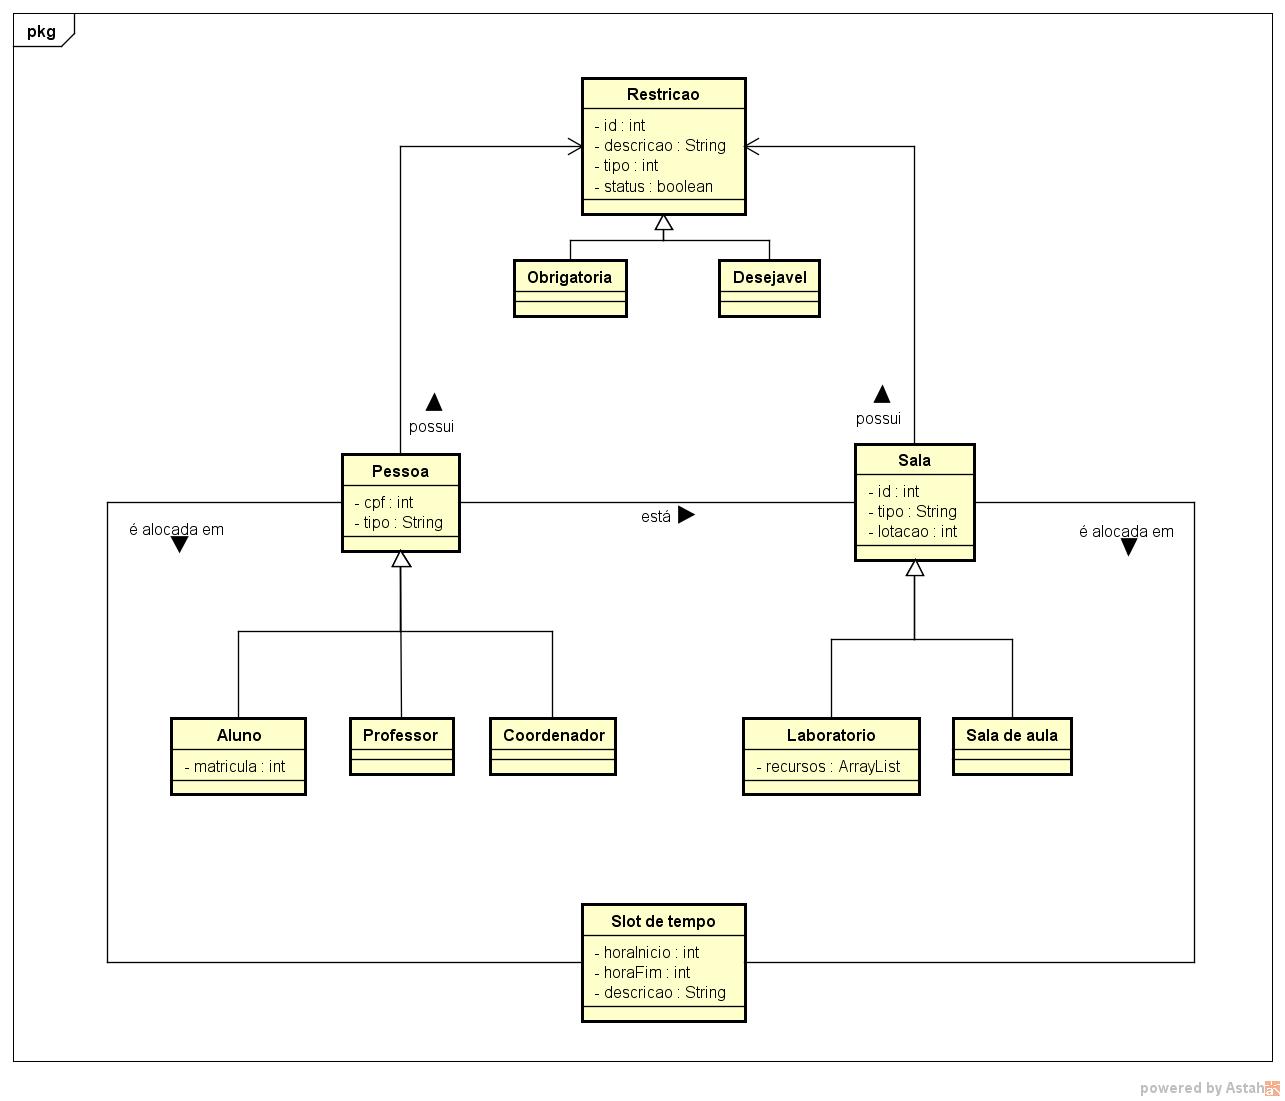 pkg
Restricao
- id : int
- descricao : String
- tipo : int
- status : boolean
Obrigatoria
Desejavel
possui
possui
Pessoa
- cpf : int
- tipo : String
Sala
- id : int
- tipo : String
- lotacao : int
está
é alocada em
é alocada em
Aluno
- matricula : int
Professor
Coordenador
Laboratorio
- recursos : ArrayList
Sala de aula
Slot de tempo
- horaInicio : int
- horaFim : int
- descricao : String
powered by Astah